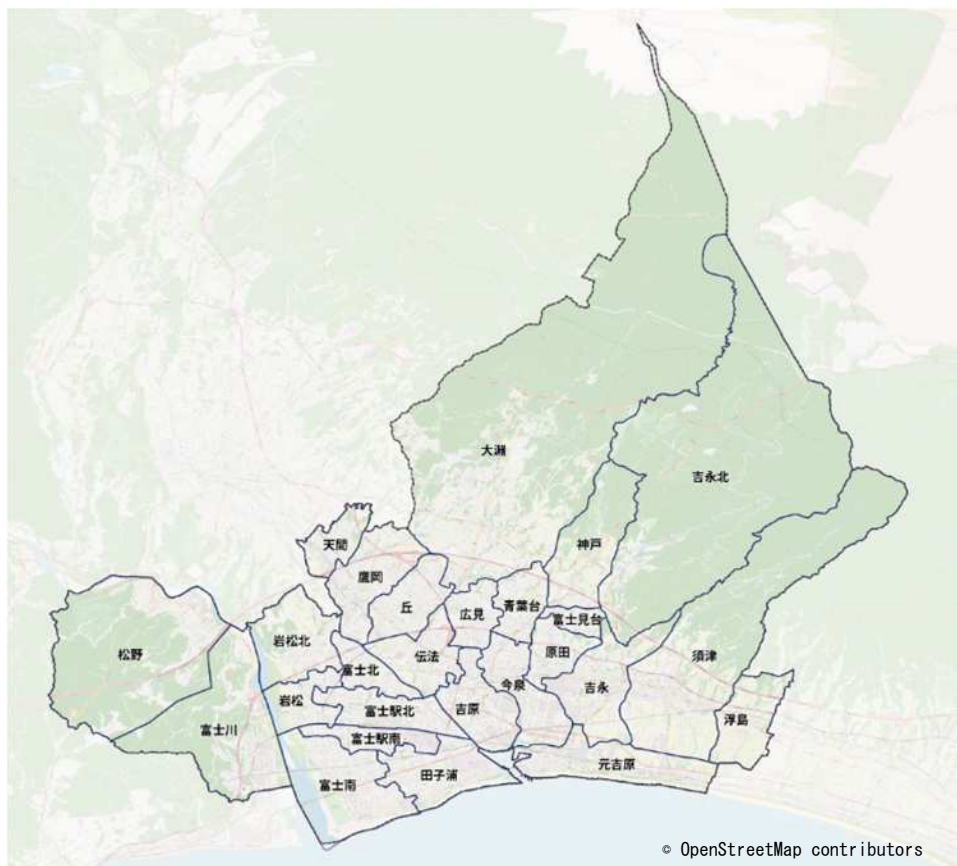 大淵
吉永北
天間
神戸
鷹岡
青葉台
丘
広見
富士見台
岩松北
原田
松野
伝法
須津
富士北
今泉
吉永
岩松
富士駅北
吉原
浮島
富士川
富士駅南
元吉原
田子浦
富士南
© OpenStreetMap contributors